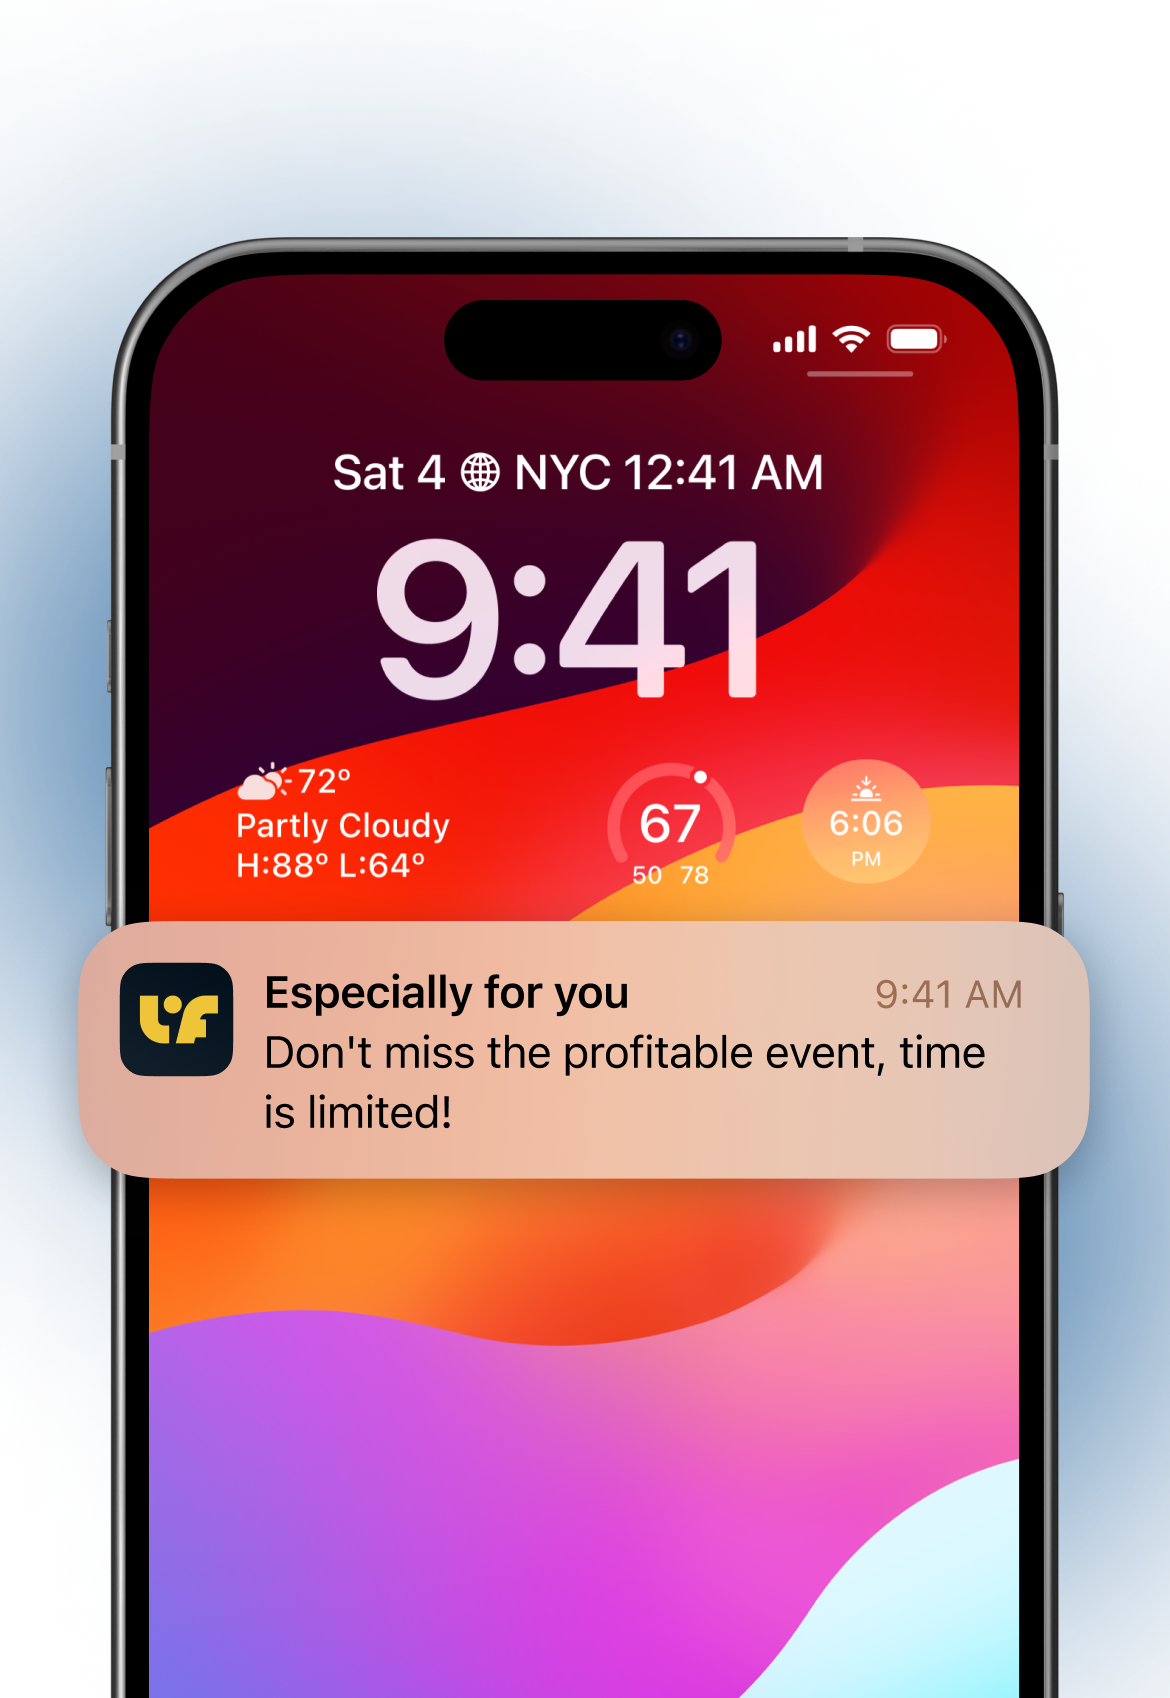 Sat 4 NYC 12:41 AM
9:41
72°
Partly Cloudy
H:88° L:64°
67
50 78
6:06
PM
Especially for you 9:41 AM
Don't miss the profitable event, time
is limited!